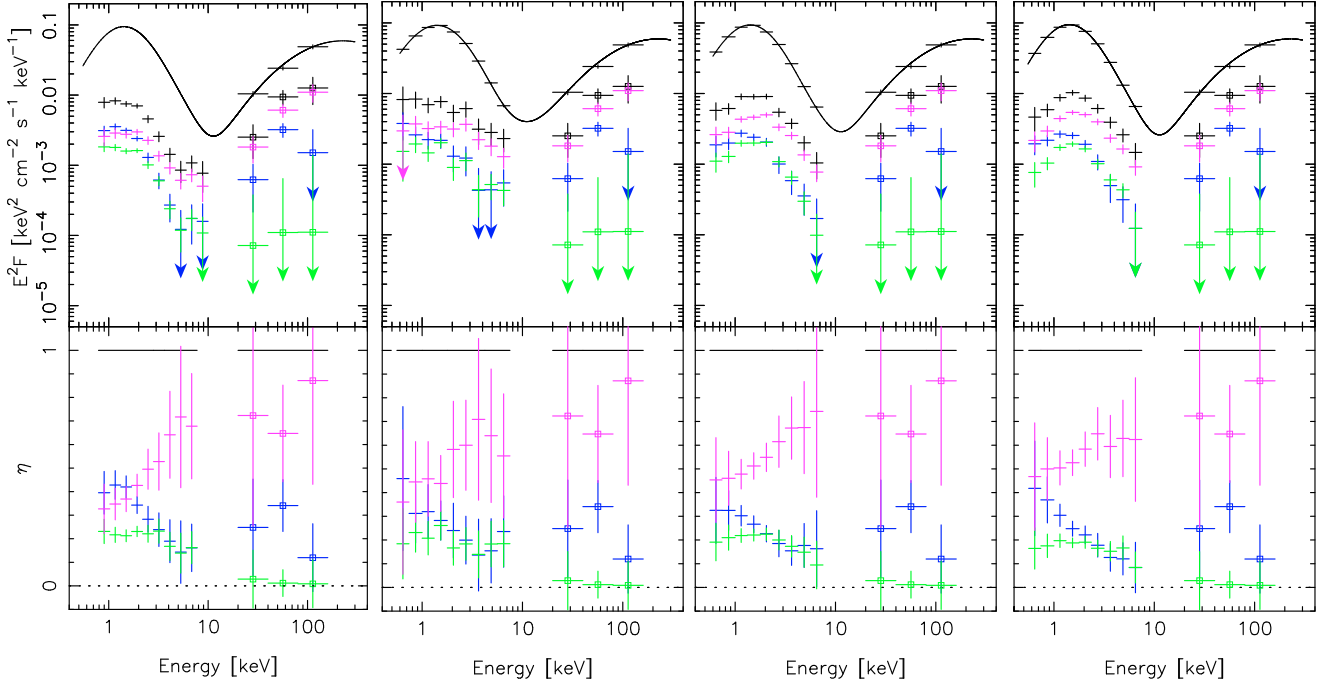 E²F [keV² cm⁻² s⁻¹ keV⁻¹]
0.1
0.01
10⁻³
10⁻⁴
10⁻⁵
η
1
0
1 10 100
1 10 100
1 10 100
1 10 100
Energy [keV]
Energy [keV]
Energy [keV]
Energy [keV]